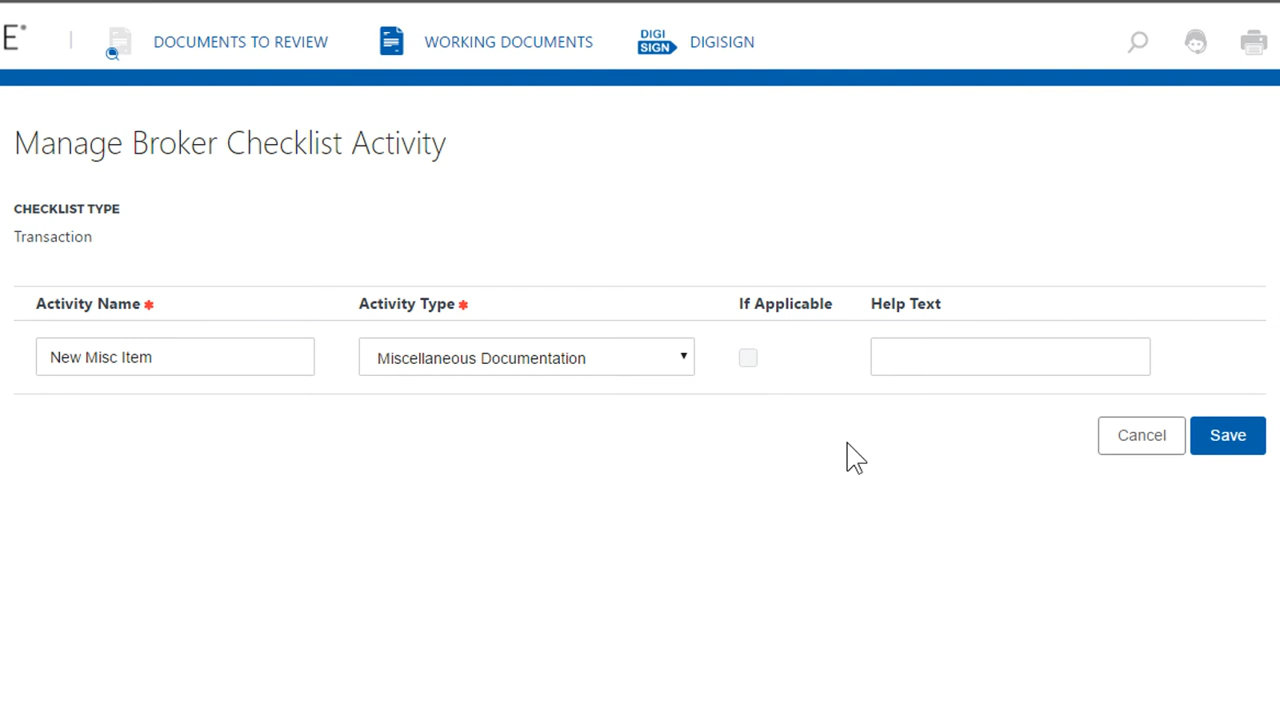 E
DOCUMENTS TO REVIEW
WORKING DOCUMENTS
DIGI
SIGN
DIGISIGN
Manage Broker Checklist Activity
CHECKLIST TYPE
Transaction
Activity Name * Activity Type * If Applicable Help Text
New Misc Item Miscellaneous Documentation
Cancel Save